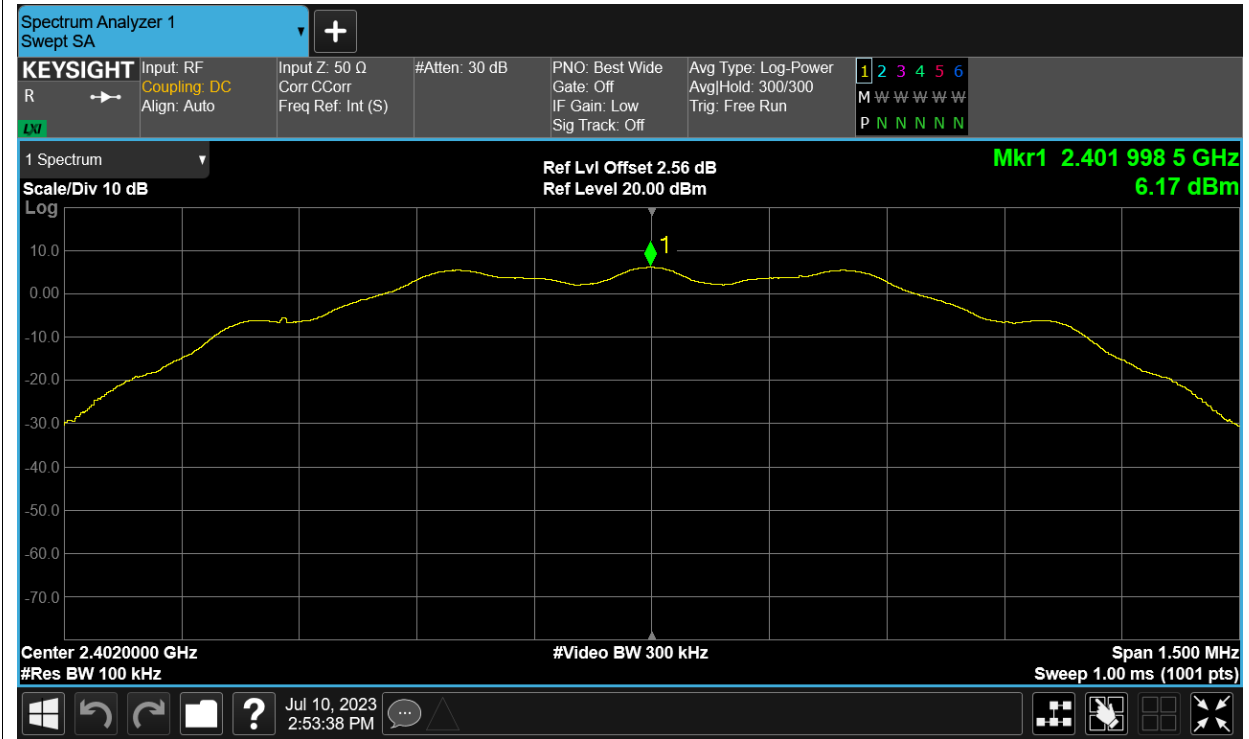 Spectrum Analyzer 1
Swept SA
KEYSIGHT
R
LXI
Input: RF
Coupling: DC
Align: Auto
Input Z: 50 Ω
Corr CCorr
Freq Ref: Int (S)
#Atten: 30 dB
PNO: Best Wide
Gate: Off
IF Gain: Low
Sig Track: Off
Avg Type: Log-Power
Avg|Hold: 300/300
Trig: Free Run
1 2 3 4 5 6
M W W W W W
P N N N N N
1 Spectrum
Scale/Div 10 dB
Log
Ref Lvl Offset 2.56 dB
Ref Level 20.00 dBm
Mkr1 2.401 998 5 GHz
6.17 dBm
1
10.0
0.00
-10.0
-20.0
-30.0
-40.0
-50.0
-60.0
-70.0
Center 2.4020000 GHz
#Res BW 100 kHz
#Video BW 300 kHz
Span 1.500 MHz
Sweep 1.00 ms (1001 pts)
?
Jul 10, 2023
2:53:38 PM